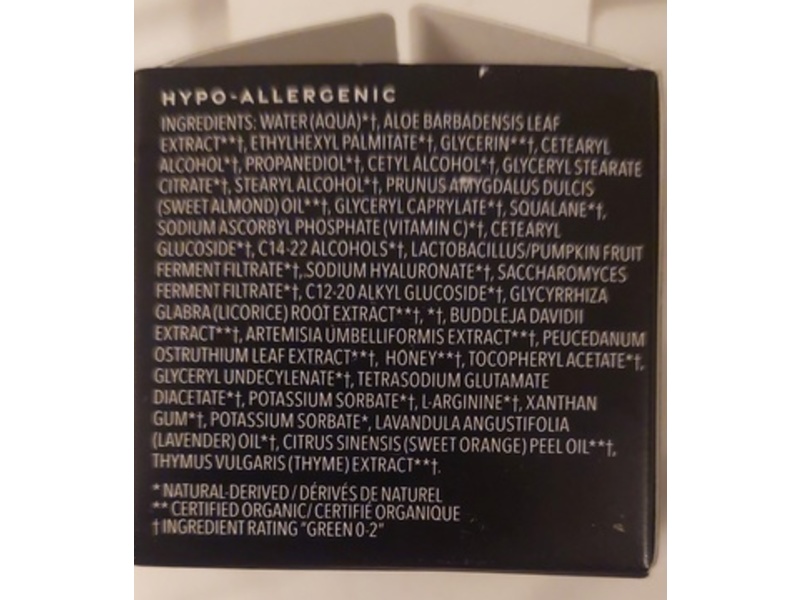 HYPO-ALLERGENIC
INGREDIENTS: WATER (AQUA)*†, ALOE BARBADENSIS LEAF
EXTRACT**†, ETHYLHEXYL PALMITATE*†, GLYCERIN**†, CETEARYL
ALCOHOL*†, PROPANEDIOL*†, CETYL ALCOHOL*†, GLYCERYL STEARATE
CITRATE*†, STEARYL ALCOHOL*†, PRUNUS AMYGDALUS DULCIS
(SWEET ALMOND) OIL**†, GLYCERYL CAPRYLATE*†, SQUALANE*†,
SODIUM ASCORBYL PHOSPHATE (VITAMIN C)*†, CETEARYL
GLUCOSIDE*†, C14-22 ALCOHOLS*†, LACTOBACILLUS/PUMPKIN FRUIT
FERMENT FILTRATE*†, SODIUM HYALURONATE*†, SACCHAROMYCES
FERMENT FILTRATE*†, C12-20 ALKYL GLUCOSIDE*†, GLYCYRRHIZA
GLABRA (LICORICE) ROOT EXTRACT**†, *†, BUDDLEJA DAVIDII
EXTRACT**†, ARTEMISIA UMBELLIFORMIS EXTRACT**†, PEUCEDANUM
OSTRUTHIUM LEAF EXTRACT**†, HONEY**†, TOCOPHERYL ACETATE*†,
GLYCERYL UNDECYLENATE*†, TETRASODIUM GLUTAMATE
DIACETATE*†, POTASSIUM SORBATE*†, L-ARGININE*†, XANTHAN
GUM*†, POTASSIUM SORBATE*, LAVANDULA ANGUSTIFOLIA
(LAVENDER) OIL*†, CITRUS SINENSIS (SWEET ORANGE) PEEL OIL**†,
THYMUS VULGARIS (THYME) EXTRACT**†.
* NATURAL-DERIVED / DÉRIVÉS DE NATUREL
** CERTIFIED ORGANIC/ CERTIFIÉ ORGANIQUE
† INGREDIENT RATING "GREEN 0-2"